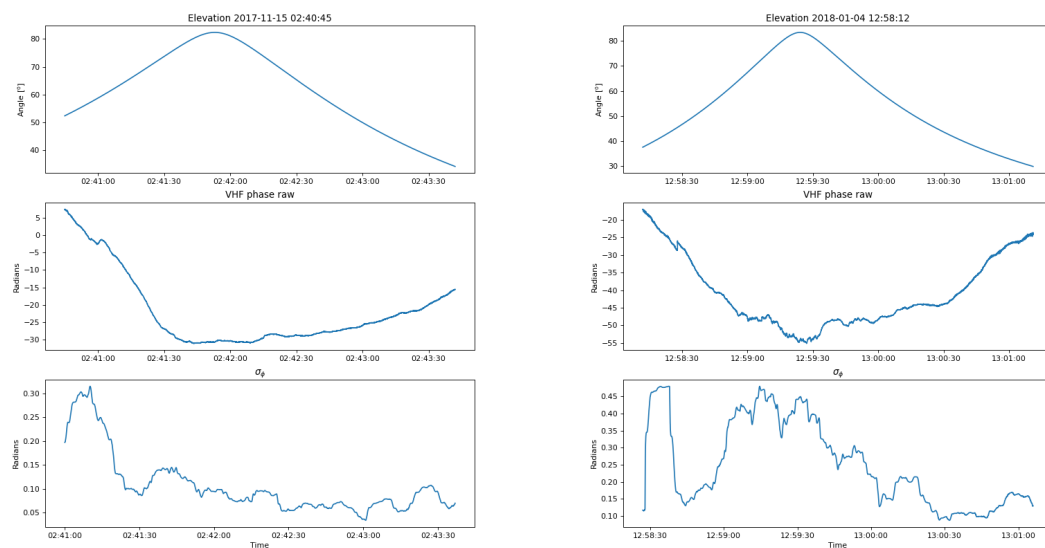 Elevation 2017-11-15 02:40:45
Angle [°]
80
70
60
50
40
02:41:00 02:41:30 02:42:00 02:42:30 02:43:00 02:43:30
VHF phase raw
Radians
5
0
−5
−10
−15
−20
−25
−30
02:41:00 02:41:30 02:42:00 02:42:30 02:43:00 02:43:30
σϕ
Radians
0.30
0.25
0.20
0.15
0.10
0.05
02:41:00 02:41:30 02:42:00 02:42:30 02:43:00 02:43:30
Time
Elevation 2018-01-04 12:58:12
Angle [°]
80
70
60
50
40
30
12:58:30 12:59:00 12:59:30 13:00:00 13:00:30 13:01:00
VHF phase raw
Radians
−20
−25
−30
−35
−40
−45
−50
−55
12:58:30 12:59:00 12:59:30 13:00:00 13:00:30 13:01:00
σϕ
Radians
0.45
0.40
0.35
0.30
0.25
0.20
0.15
0.10
12:58:30 12:59:00 12:59:30 13:00:00 13:00:30 13:01:00
Time